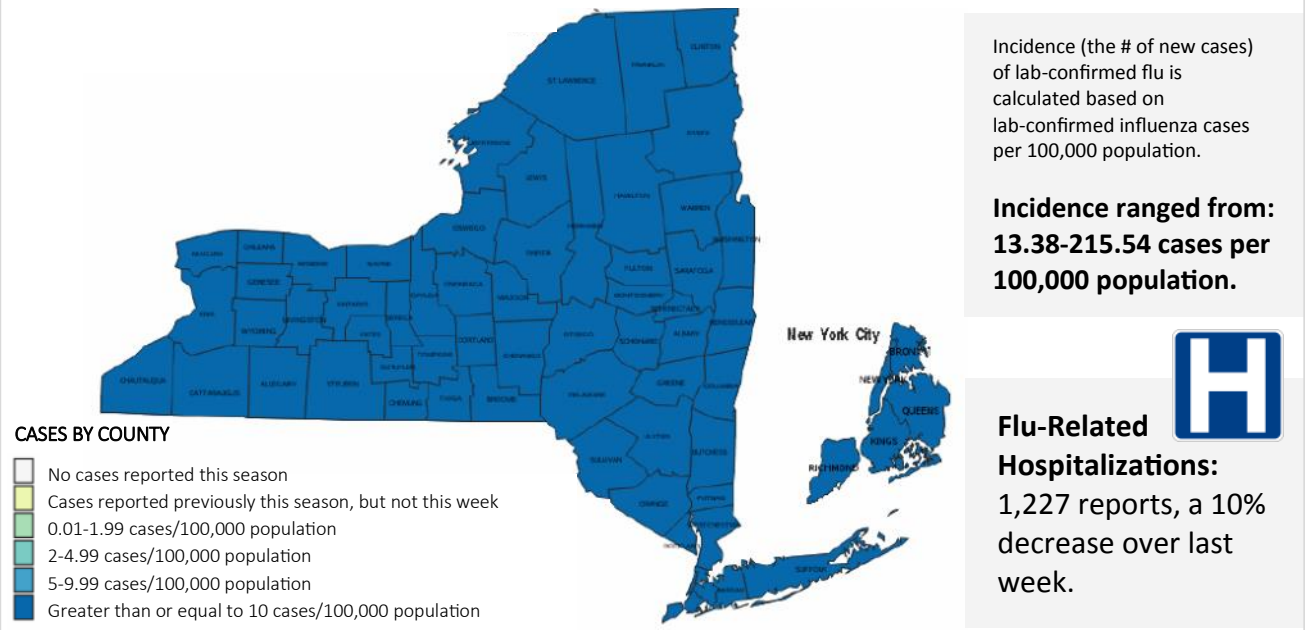 CLINTON
FRANKLIN
ST LAWRENCE
ESSEX
JEFFERSON
LEWIS
HAMILTON
HERKIMER
WARREN
OSWEGO
WASHINGTON
ONEIDA
NIAGARA
ORLEANS
MONROE
WAYNE
FULTON
SARATOGA
GENESEE
ONONDAGA
CAYUGA
MADISON
MONTGOMERY
ONTARIO
SCHENECTADY
ERIE
LIVINGSTON
SENECA
RENSSELAER
WYOMING
YATES
OTSEGO
ALBANY
CORTLAND
SCHOHARIE
TOMPKINS
CHENANGO
SCHUYLER
CHAUTAUQUA
ALLEGANY
STEUBEN
GREENE
COLUMBIA
CATTARAUGUS
CHEMUNG
TIOGA
BROOME
DELAWARE
ULSTER
DUTCHESS
SULLIVAN
PUTNAM
ORANGE
WESTCHESTER
ROCKLAND
SUFFOLK
NASSAU
New York City
BRONX
NEW YORK
QUEENS
KINGS
RICHMOND
CASES BY COUNTY
No cases reported this season
Cases reported previously this season, but not this week
0.01-1.99 cases/100,000 population
2-4.99 cases/100,000 population
5-9.99 cases/100,000 population
Greater than or equal to 10 cases/100,000 population
Incidence (the # of new cases)
of lab-confirmed flu is
calculated based on
lab-confirmed influenza cases
per 100,000 population.
Incidence ranged from:
13.38-215.54 cases per
100,000 population.
H
Flu-Related
Hospitalizations:
1,227 reports, a 10%
decrease over last
week.